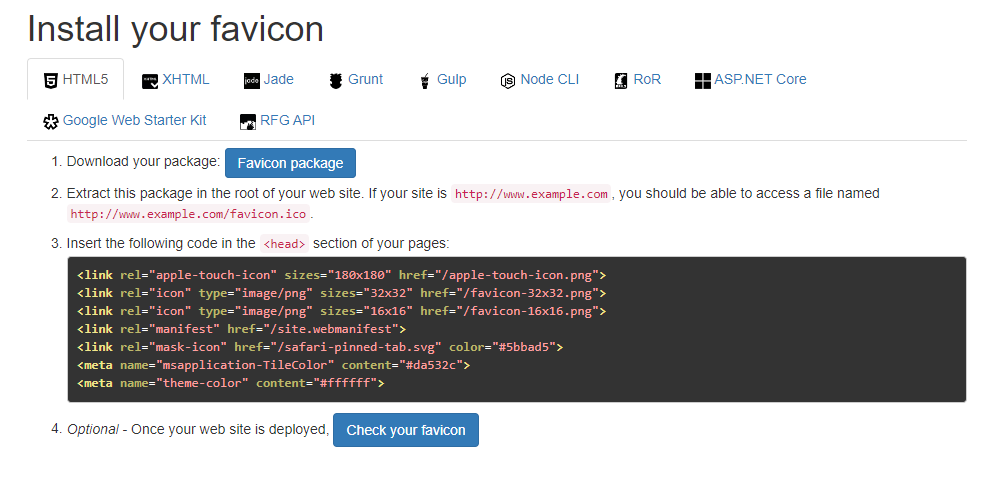 Install your favicon
HTML5 XHTML Jade Grunt Gulp Node CLI RoR ASP.NET Core
Google Web Starter Kit RFG API
1. Download your package: Favicon package
2. Extract this package in the root of your web site. If your site is http://www.example.com, you should be able to access a file named
http://www.example.com/favicon.ico.
3. Insert the following code in the <head> section of your pages:
<link rel="apple-touch-icon" sizes="180x180" href="/apple-touch-icon.png">
<link rel="icon" type="image/png" sizes="32x32" href="/favicon-32x32.png">
<link rel="icon" type="image/png" sizes="16x16" href="/favicon-16x16.png">
<link rel="manifest" href="/site.webmanifest">
<link rel="mask-icon" href="/safari-pinned-tab.svg" color="#5bbad5">
<meta name="msapplication-TileColor" content="#da532c">
<meta name="theme-color" content="#ffffff">
4. Optional - Once your web site is deployed, Check your favicon